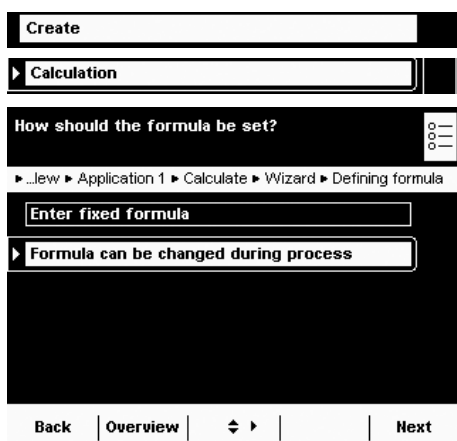 Create
Calculation
How should the formula be set?
...lew ▸ Application 1 ▸ Calculate ▸ Wizard ▸ Defining formula
Enter fixed formula
Formula can be changed during process
Back Overview Next